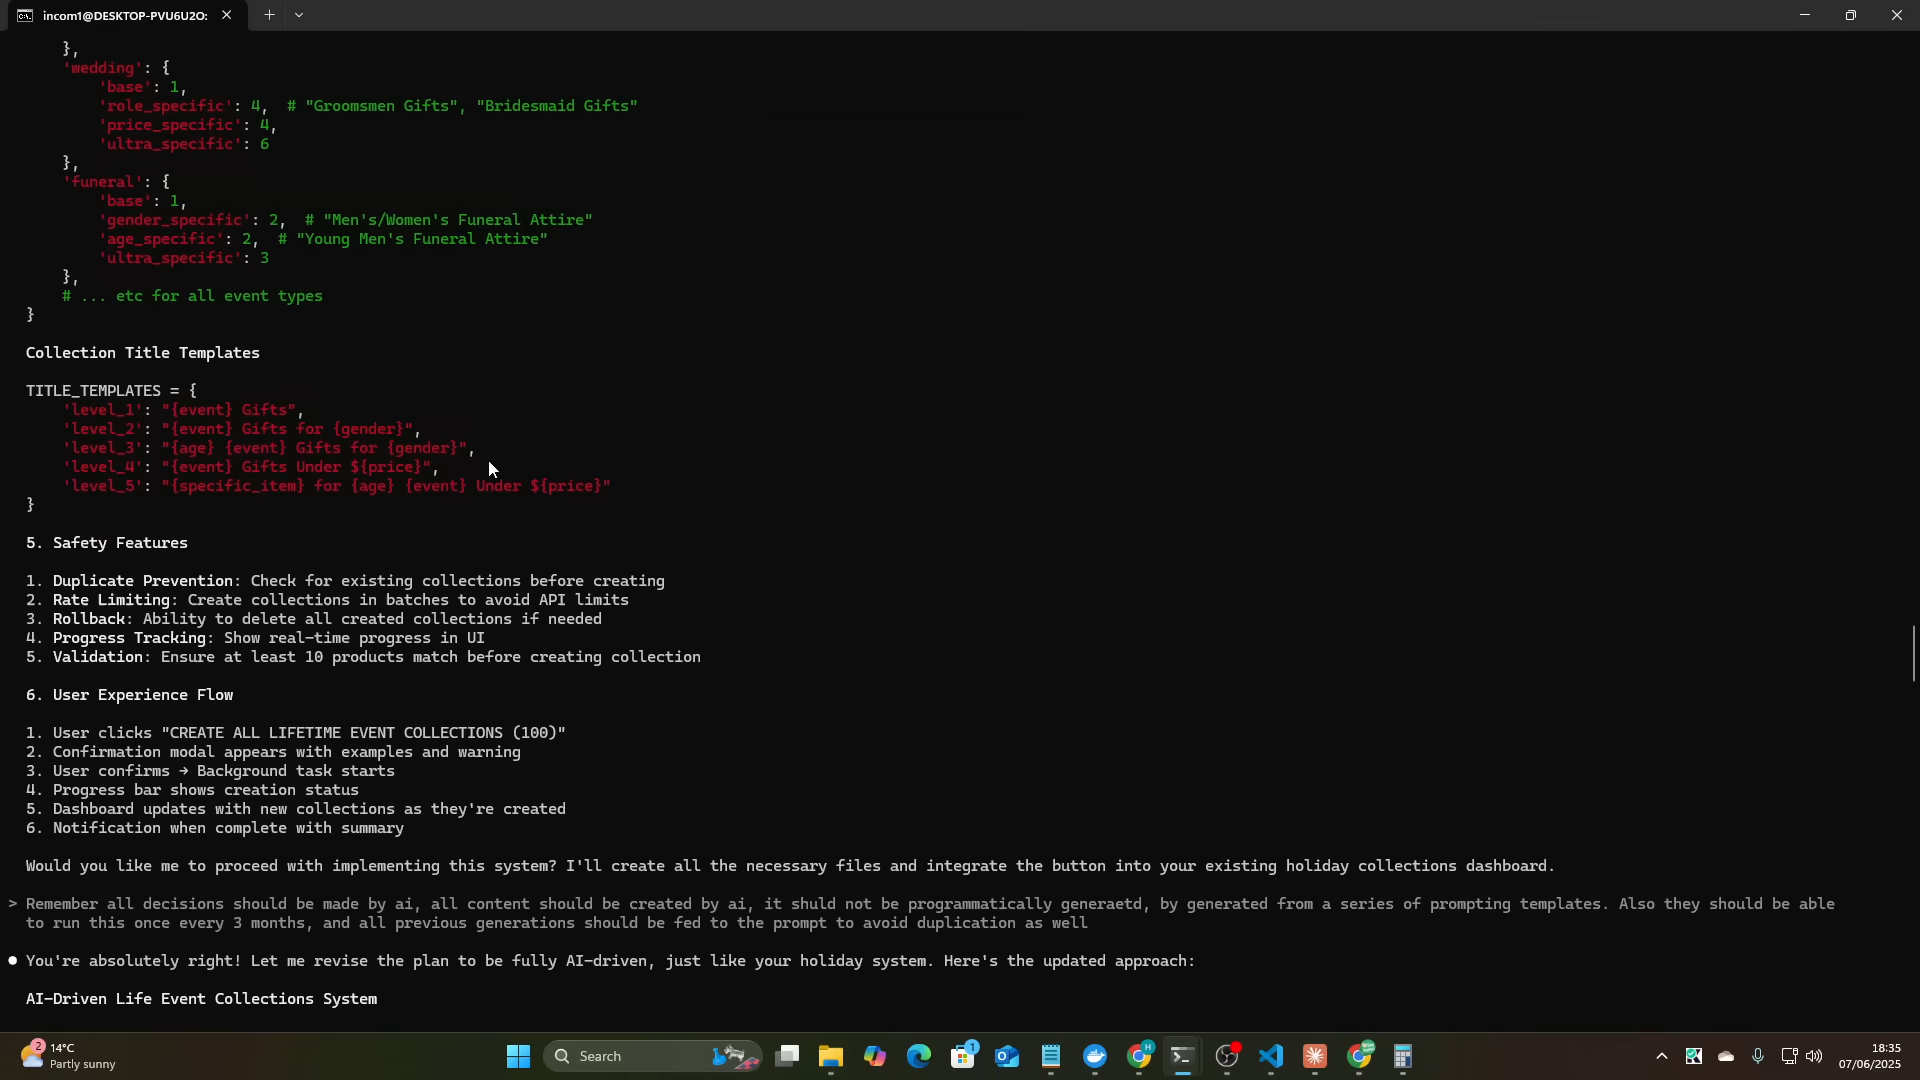 incom1@DESKTOP-PVU6U2O:
},
'wedding': {
'base': 1,
'role_specific': 4,  # "Groomsmen Gifts", "Bridesmaid Gifts"
'price_specific': 4,
'ultra_specific': 6
},
'funeral': {
'base': 1,
'gender_specific': 2,  # "Men's/Women's Funeral Attire"
'age_specific': 2,  # "Young Men's Funeral Attire"
'ultra_specific': 3
},
# ... etc for all event types
}
Collection Title Templates
TITLE_TEMPLATES = {
'level_1': "{event} Gifts",
'level_2': "{event} Gifts for {gender}",
'level_3': "{age} {event} Gifts for {gender}",
'level_4': "{event} Gifts Under ${price}",
'level_5': "{specific_item} for {age} {event} Under ${price}"
}
5. Safety Features
1. Duplicate Prevention: Check for existing collections before creating
2. Rate Limiting: Create collections in batches to avoid API limits
3. Rollback: Ability to delete all created collections if needed
4. Progress Tracking: Show real-time progress in UI
5. Validation: Ensure at least 10 products match before creating collection
6. User Experience Flow
1. User clicks "CREATE ALL LIFETIME EVENT COLLECTIONS (100)"
2. Confirmation modal appears with examples and warning
3. User confirms → Background task starts
4. Progress bar shows creation status
5. Dashboard updates with new collections as they're created
6. Notification when complete with summary
Would you like me to proceed with implementing this system? I'll create all the necessary files and integrate the button into your existing holiday collections dashboard.
> Remember all decisions should be made by ai, all content should be created by ai, it shuld not be programmatically generaetd, by generated from a series of prompting templates. Also they should be able
to run this once every 3 months, and all previous generations should be fed to the prompt to avoid duplication as well
● You're absolutely right! Let me revise the plan to be fully AI-driven, just like your holiday system. Here's the updated approach:
AI-Driven Life Event Collections System
2
14°C
Partly sunny
Search
1
H
18:35
07/06/2025